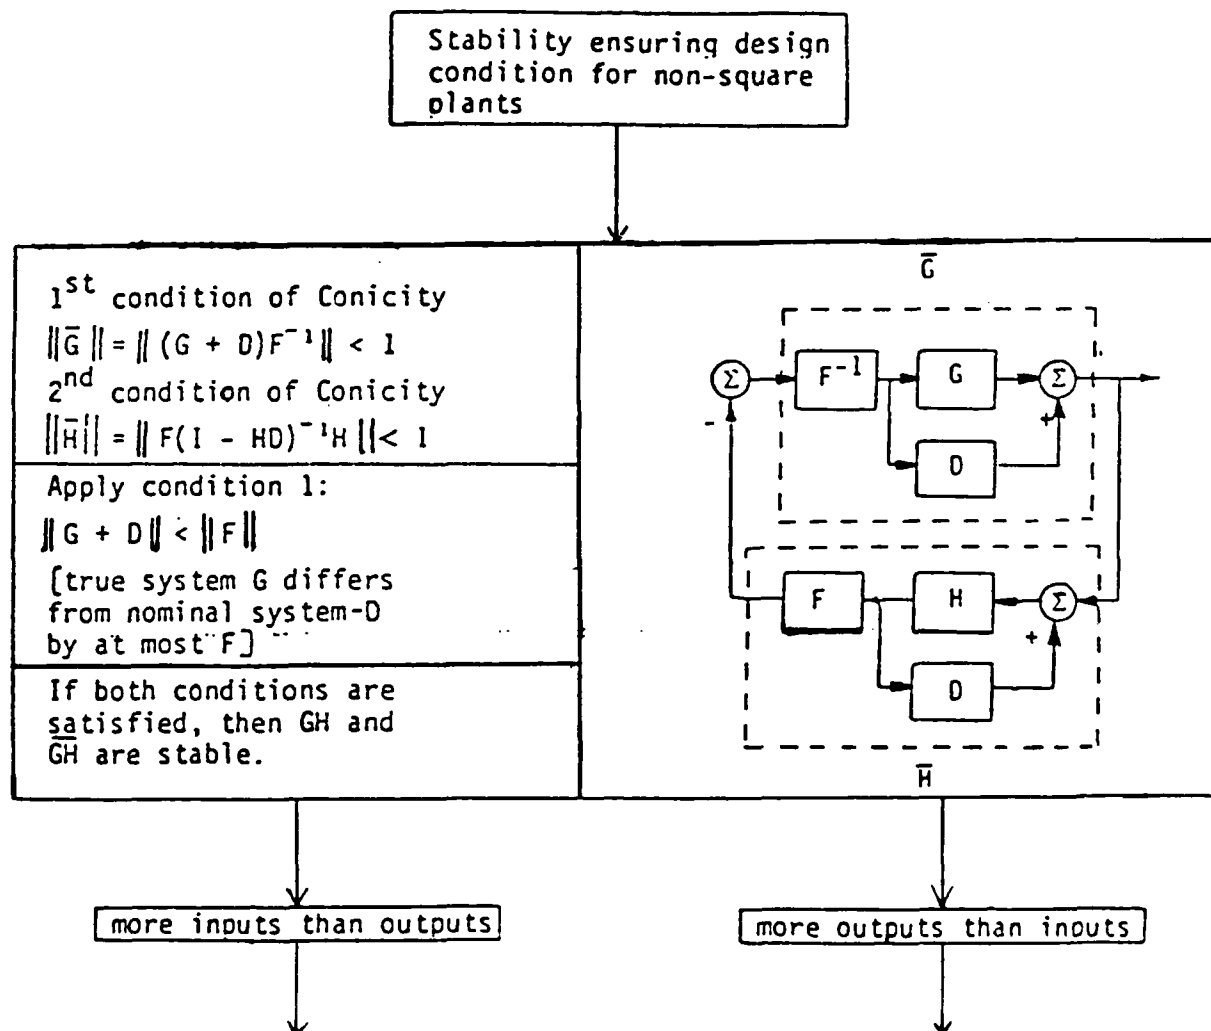 Stability ensuring design
condition for non-square
plants
1st condition of Conicity
||G̅|| = || (G + D)F⁻¹|| < 1
2nd condition of Conicity
||H̅|| = || F(I - HD)⁻¹H || < 1
Apply condition 1:
|| G + D || < || F ||
[true system G differs
from nominal system-D
by at most F]
If both conditions are
satisfied, then GH and
G̅H̅ are stable.
G̅
Σ
F⁻¹
G
Σ
-
+
D
F
H
Σ
+
D
H̅
more inputs than outputs
more outputs than inputs